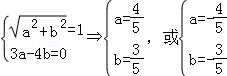 {√(a²+b²)=1
3a-4b=0 ⇒ {a=4/5
b=3/5 ，或 {a=-4/5
b=-3/5